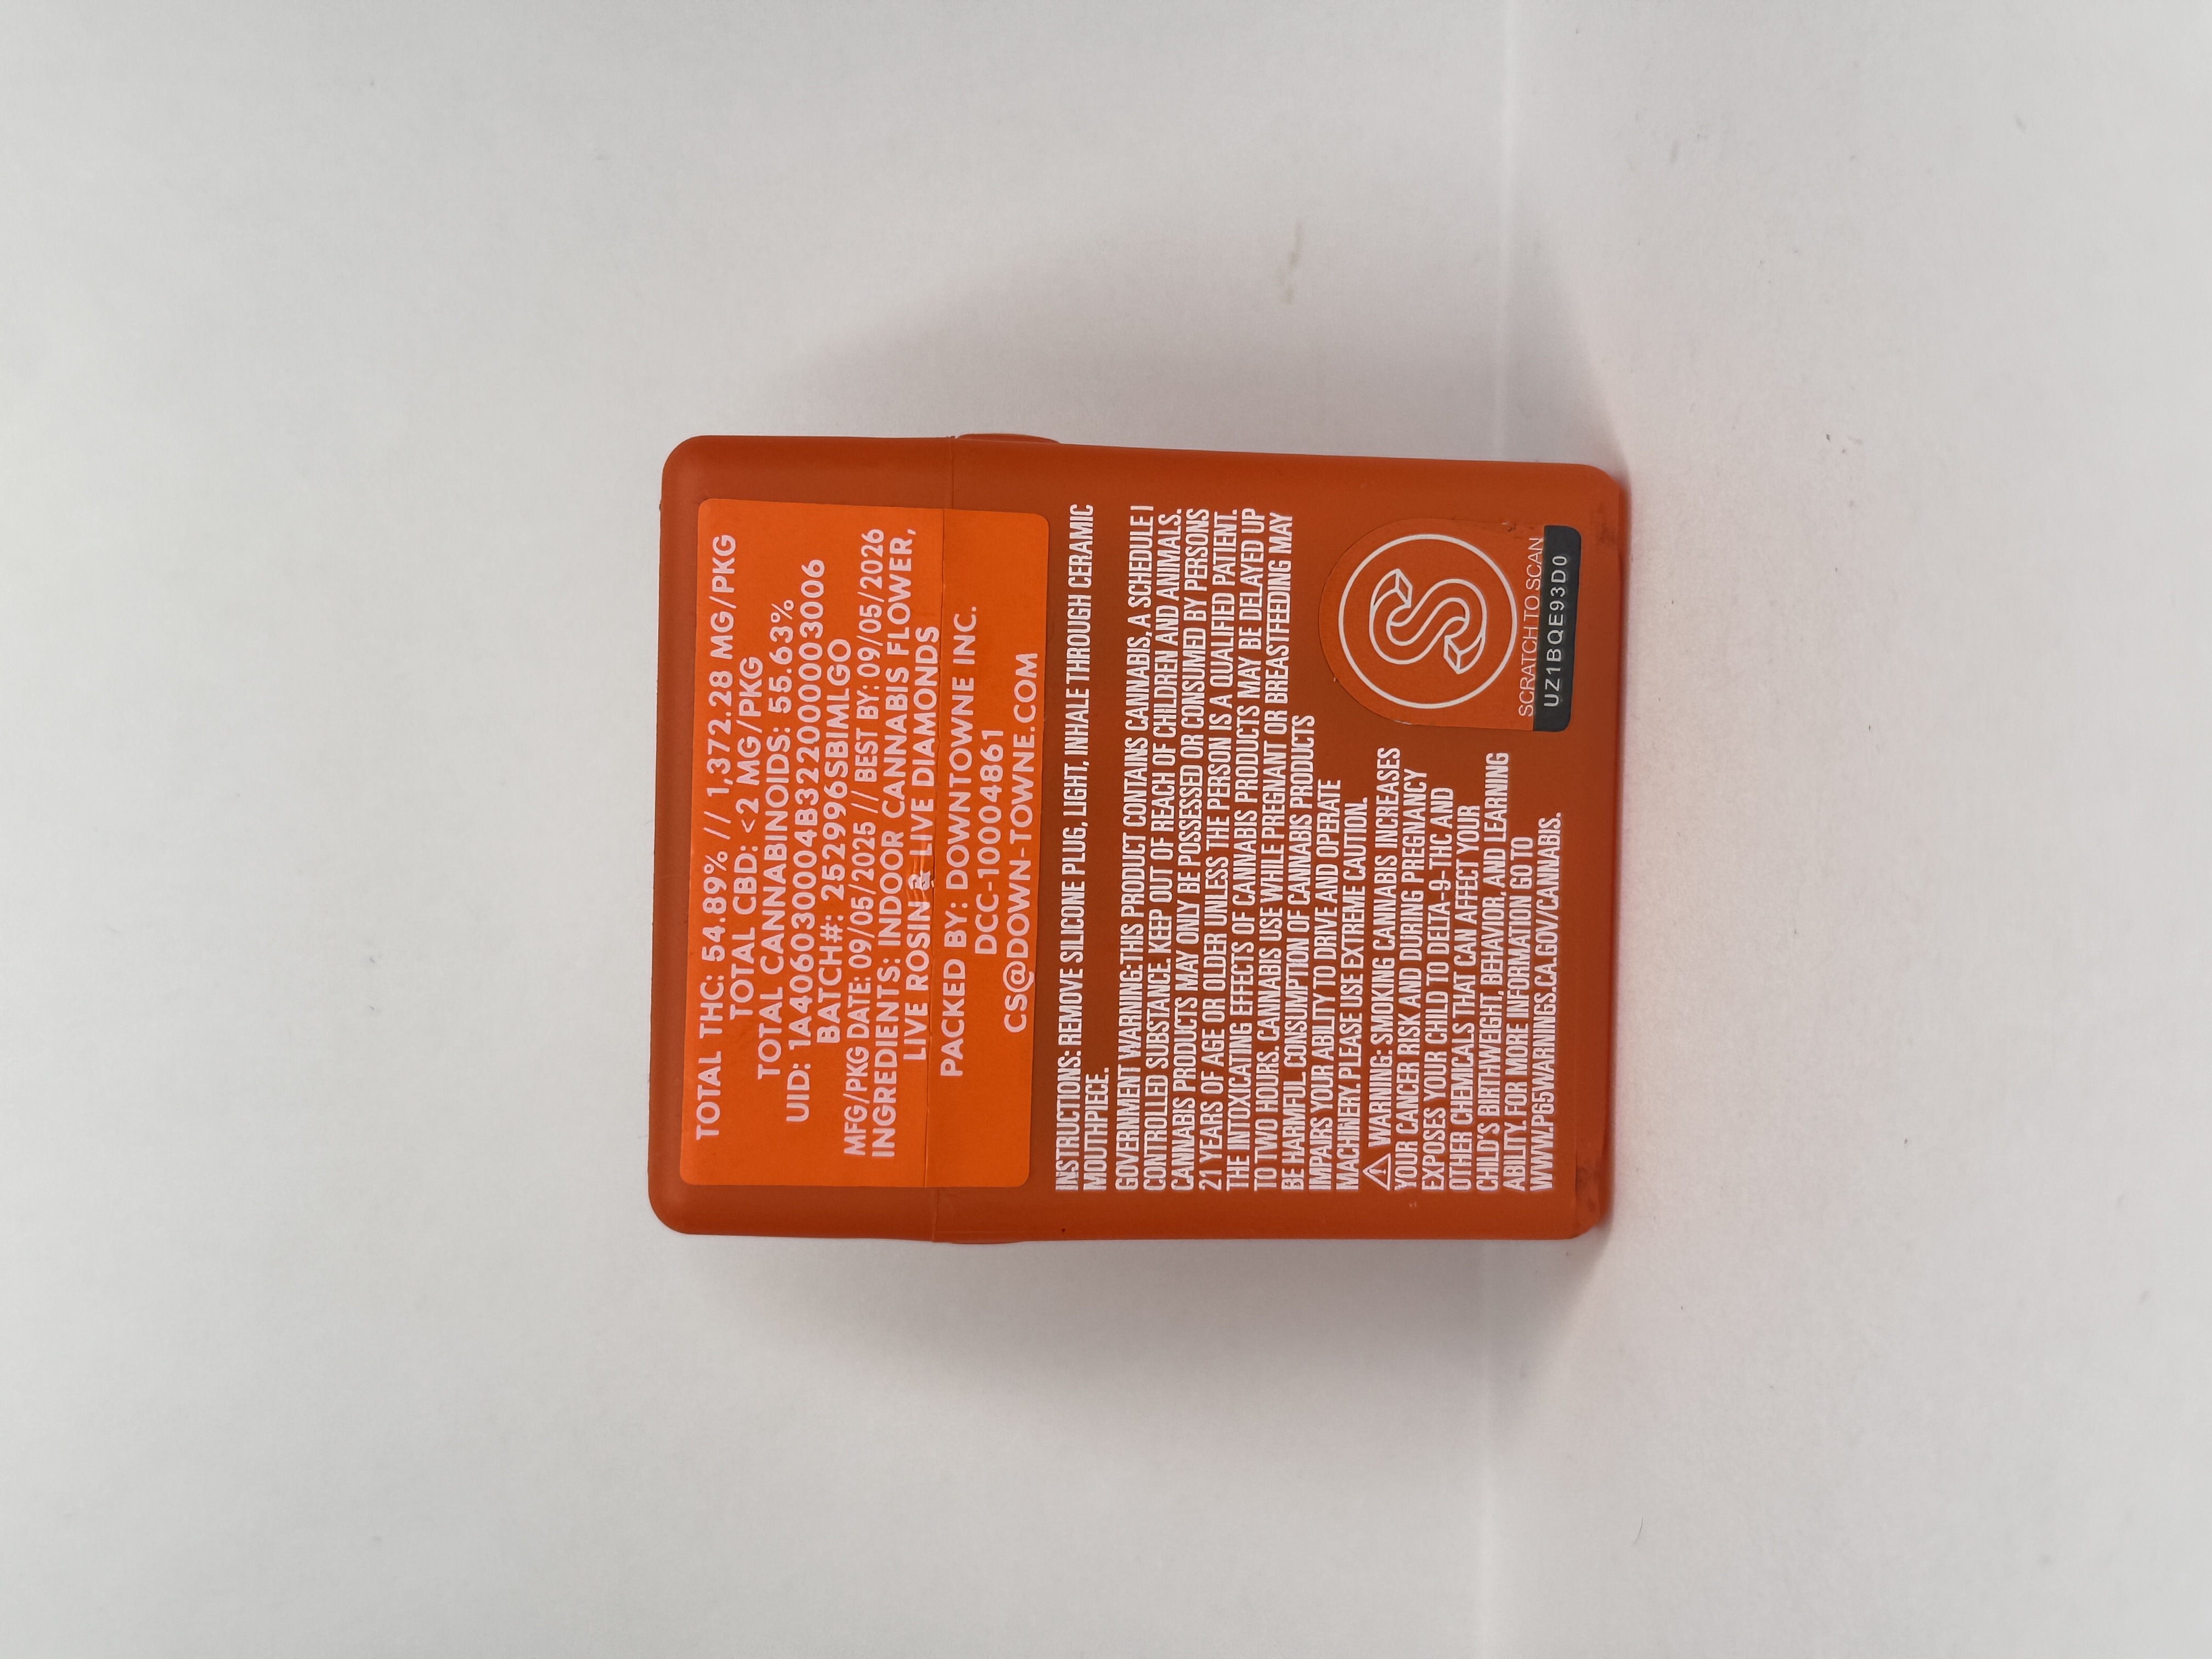 TOTAL THC: 54.89% // 1,372.28 MG/PKG
TOTAL CBD: <2 MG/PKG
TOTAL CANNABINOIDS: 55.63%
UID: 1A4060300004B322000003006
BATCH#: 252996SBIMLGO
MFG/PKG DATE: 09/05/2025 // BEST BY: 09/05/2026
INGREDIENTS: INDOOR CANNABIS FLOWER,
LIVE ROSIN & LIVE DIAMONDS
PACKED BY: DOWNTOWNE INC.
DCC-10004861
CS@DOWN-TOWNE.COM
INSTRUCTIONS: REMOVE SILICONE PLUG, LIGHT, INHALE THROUGH CERAMIC
MOUTHPIECE.
GOVERNMENT WARNING: THIS PRODUCT CONTAINS CANNABIS, A SCHEDULE I
CONTROLLED SUBSTANCE. KEEP OUT OF REACH OF CHILDREN AND ANIMALS.
CANNABIS PRODUCTS MAY ONLY BE POSSESSED OR CONSUMED BY PERSONS
21 YEARS OF AGE OR OLDER UNLESS THE PERSON IS A QUALIFIED PATIENT.
THE INTOXICATING EFFECTS OF CANNABIS PRODUCTS MAY BE DELAYED UP
TO TWO HOURS. CANNABIS USE WHILE PREGNANT OR BREASTFEEDING MAY
BE HARMFUL. CONSUMPTION OF CANNABIS PRODUCTS
IMPAIRS YOUR ABILITY TO DRIVE AND OPERATE
MACHINERY. PLEASE USE EXTREME CAUTION.
⚠ WARNING: SMOKING CANNABIS INCREASES
YOUR CANCER RISK AND DURING PREGNANCY
EXPOSES YOUR CHILD TO DELTA-9-THC AND
OTHER CHEMICALS THAT CAN AFFECT YOUR
CHILD'S BIRTHWEIGHT, BEHAVIOR, AND LEARNING
ABILITY. FOR MORE INFORMATION GO TO
WWW.P65WARNINGS.CA.GOV/CANNABIS.
S
SCRATCH TO SCAN
UZ1BQE93D0